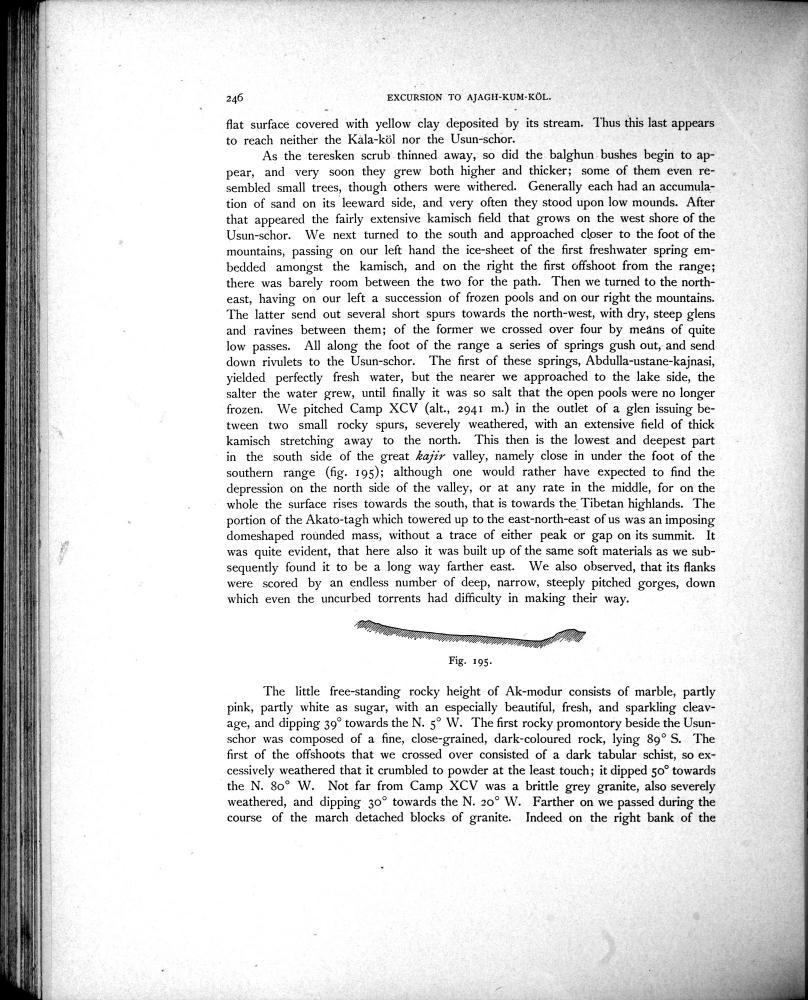 246
EXCURSION TO AJAGH-KUM-KÖL.
flat surface covered with yellow clay deposited by its stream. Thus this last appears
to reach neither the Kala-köl nor the Usun-schor.
As the teresken scrub thinned away, so did the balghun bushes begin to ap-
pear, and very soon they grew both higher and thicker; some of them even re-
sembled small trees, though others were withered. Generally each had an accumula-
tion of sand on its leeward side, and very often they stood upon low mounds. After
that appeared the fairly extensive kamisch field that grows on the west shore of the
Usun-schor. We next turned to the south and approached closer to the foot of the
mountains, passing on our left hand the ice-sheet of the first freshwater spring em-
bedded amongst the kamisch, and on the right the first offshoot from the range;
there was barely room between the two for the path. Then we turned to the north-
east, having on our left a succession of frozen pools and on our right the mountains.
The latter send out several short spurs towards the north-west, with dry, steep glens
and ravines between them; of the former we crossed over four by means of quite
low passes. All along the foot of the range a series of springs gush out, and send
down rivulets to the Usun-schor. The first of these springs, Abdulla-ustane-kajnasi,
yielded perfectly fresh water, but the nearer we approached to the lake side, the
salter the water grew, until finally it was so salt that the open pools were no longer
frozen. We pitched Camp XCV (alt., 2941 m.) in the outlet of a glen issuing be-
tween two small rocky spurs, severely weathered, with an extensive field of thick
kamisch stretching away to the north. This then is the lowest and deepest part
in the south side of the great kajir valley, namely close in under the foot of the
southern range (fig. 195); although one would rather have expected to find the
depression on the north side of the valley, or at any rate in the middle, for on the
whole the surface rises towards the south, that is towards the Tibetan highlands. The
portion of the Akato-tagh which towered up to the east-north-east of us was an imposing
domeshaped rounded mass, without a trace of either peak or gap on its summit. It
was quite evident, that here also it was built up of the same soft materials as we sub-
sequently found it to be a long way farther east. We also observed, that its flanks
were scored by an endless number of deep, narrow, steeply pitched gorges, down
which even the uncurbed torrents had difficulty in making their way.
Fig. 195.
The little free-standing rocky height of Ak-modur consists of marble, partly
pink, partly white as sugar, with an especially beautiful, fresh, and sparkling cleav-
age, and dipping 39° towards the N. 5° W. The first rocky promontory beside the Usun-
schor was composed of a fine, close-grained, dark-coloured rock, lying 89° S. The
first of the offshoots that we crossed over consisted of a dark tabular schist, so ex-
cessively weathered that it crumbled to powder at the least touch; it dipped 50° towards
the N. 80° W. Not far from Camp XCV was a brittle grey granite, also severely
weathered, and dipping 30° towards the N. 20° W. Farther on we passed during the
course of the march detached blocks of granite. Indeed on the right bank of the